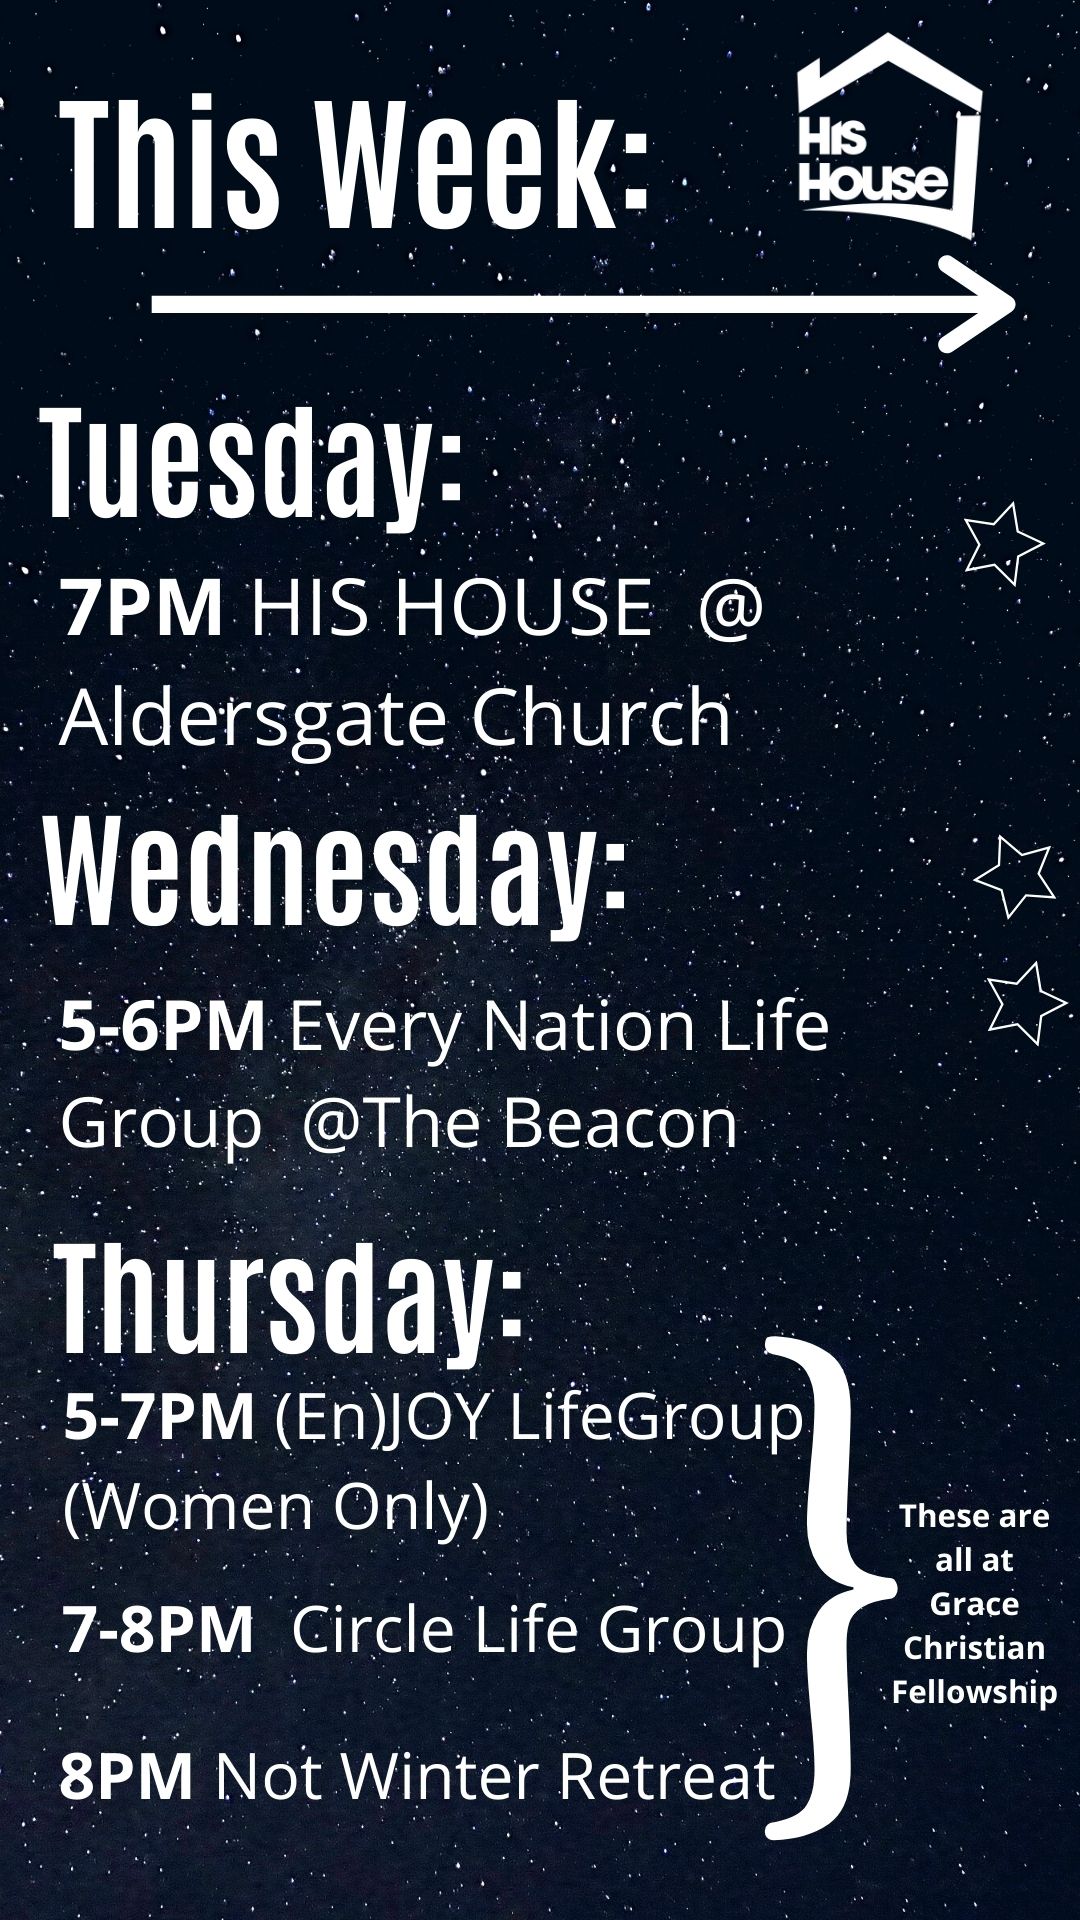 This Week:
HIS
HOUSE
Tuesday:
7PM HIS HOUSE @
Aldersgate Church
Wednesday:
5-6PM Every Nation Life
Group @The Beacon
Thursday:
5-7PM (En)JOY LifeGroup
(Women Only)
7-8PM Circle Life Group
8PM Not Winter Retreat
These are
all at
Grace
Christian
Fellowship